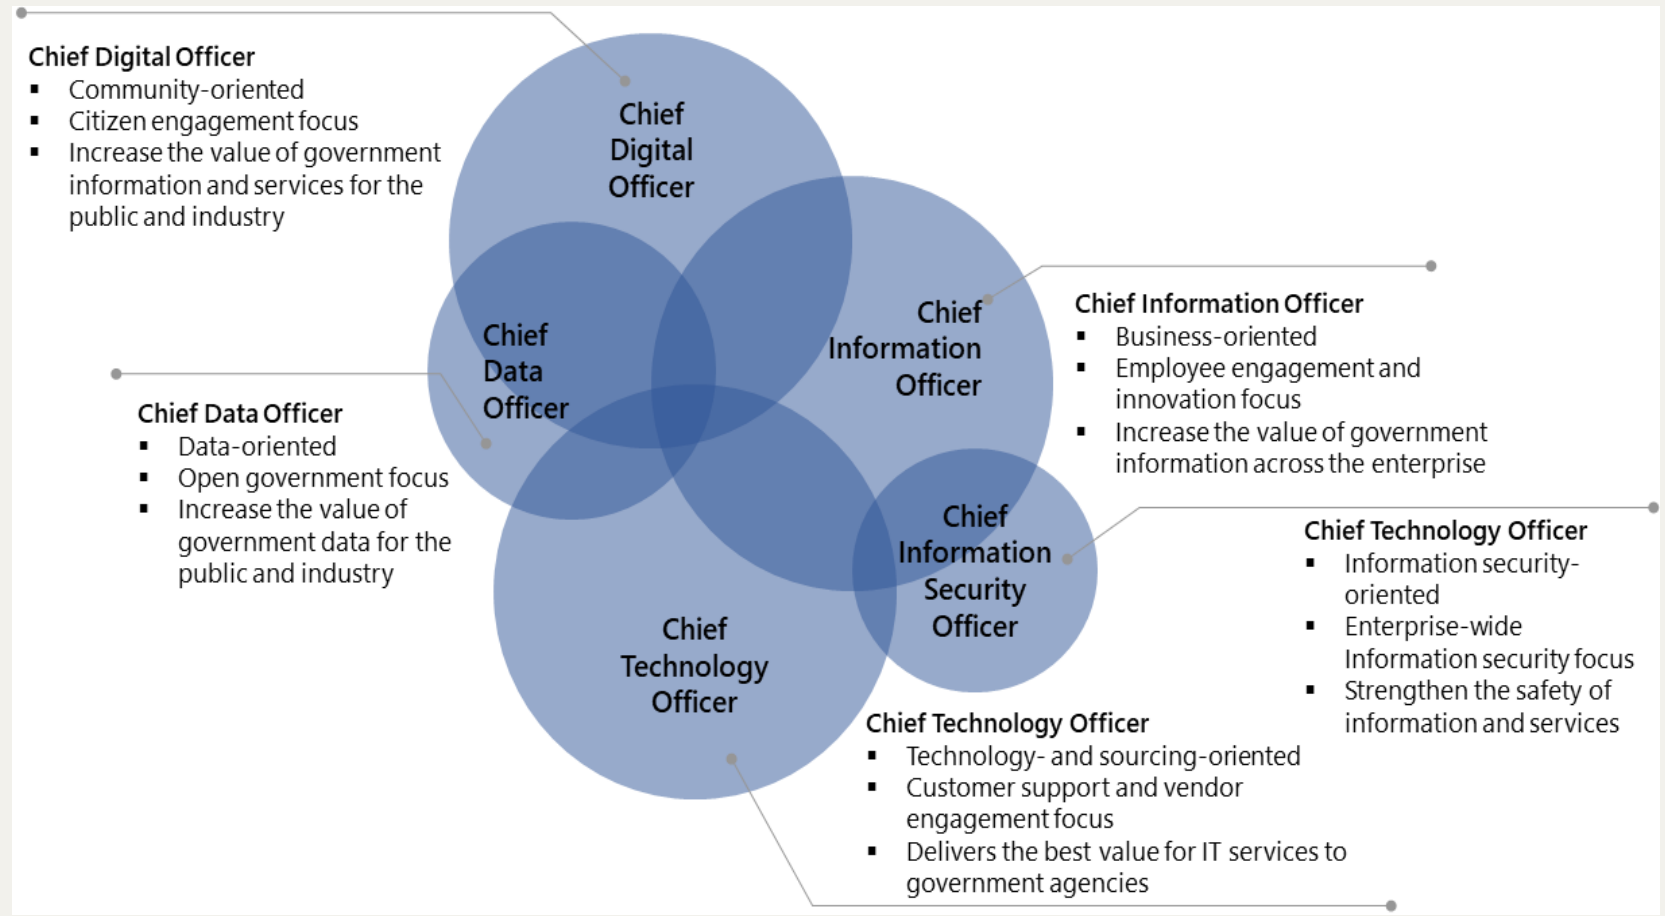 Chief Digital Officer
▪ Community-oriented
▪ Citizen engagement focus
▪ Increase the value of government
information and services for the
public and industry
Chief
Digital
Officer
Chief
Information
Officer
Chief Information Officer
▪ Business-oriented
▪ Employee engagement and
innovation focus
▪ Increase the value of government
information across the enterprise
Chief
Data
Officer
Chief Data Officer
▪ Data-oriented
▪ Open government focus
▪ Increase the value of
government data for the
public and industry
Chief
Information
Security
Officer
Chief Technology Officer
▪ Information security-
oriented
▪ Enterprise-wide
Information security focus
▪ Strengthen the safety of
information and services
Chief
Technology
Officer
Chief Technology Officer
▪ Technology- and sourcing-oriented
▪ Customer support and vendor
engagement focus
▪ Delivers the best value for IT services to
government agencies